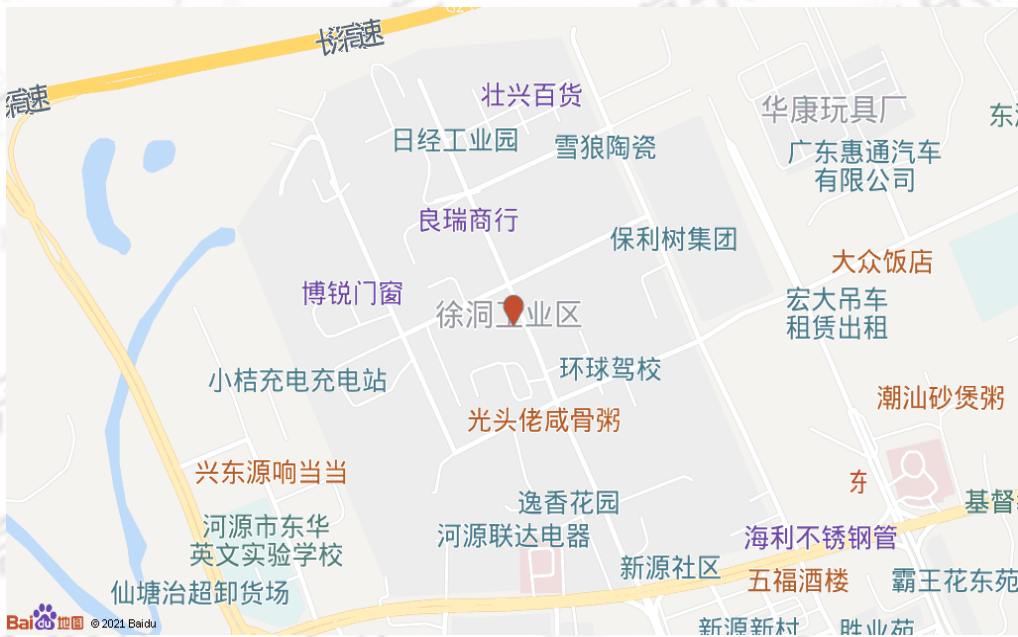 长深高速
壮兴百货
华康玩具厂
日经工业园
雪狼陶瓷
广东惠通汽车
有限公司
良瑞商行
保利树集团
大众饭店
博锐门窗
宏大吊车
租赁出租
徐洞工业区
环球驾校
小桔充电充电站
潮汕砂煲粥
光头佬咸骨粥
兴东源响当当
东
逸香花园
基督
河源市东华
英文实验学校
河源联达电器
海利不锈钢管
新源社区
五福酒楼
霸王花东苑
仙塘治超卸货场
新源新村
胜业苑
Baidu地图 © 2021 Baidu